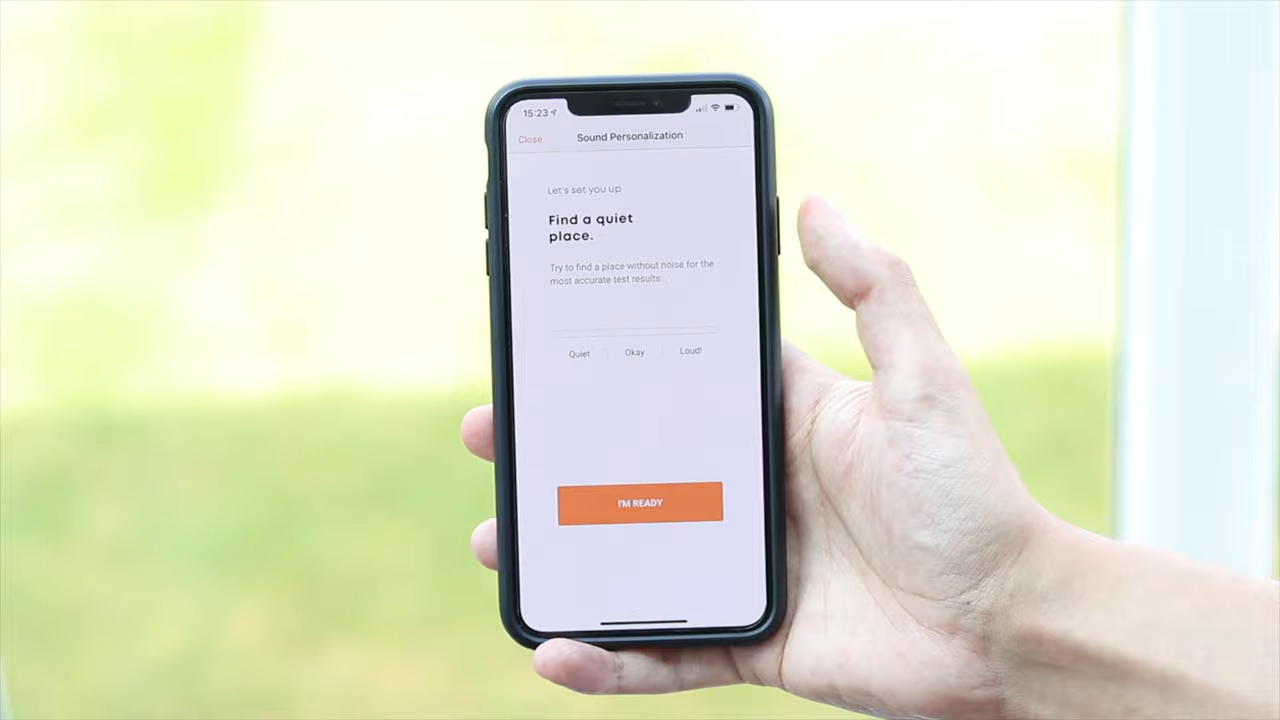 15:23
Close Sound Personalization
Let's set you up
Find a quiet
place.
Try to find a place without noise for the
most accurate test results.
Quiet Okay Loud!
I'M READY